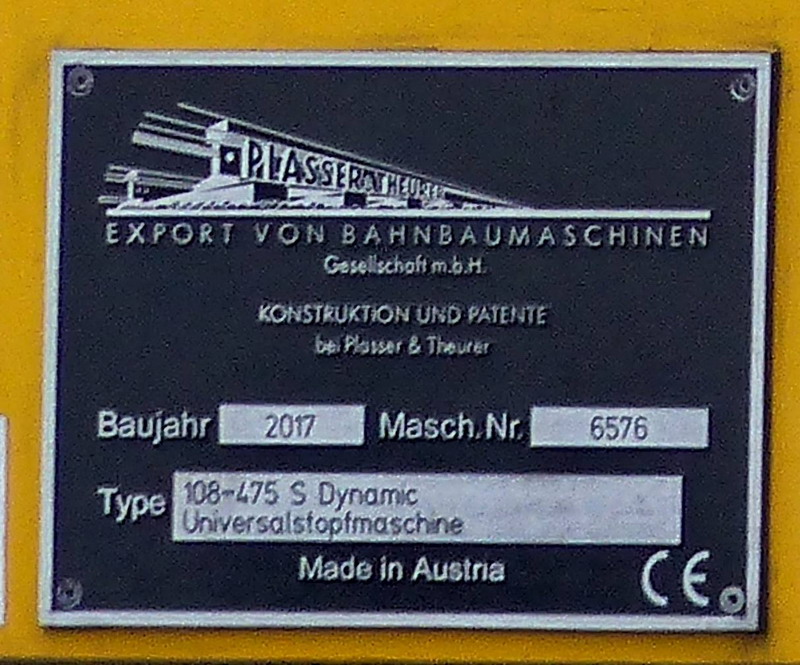 PLASSER & THEURER
EXPORT VON BAHNBAUMASCHINEN
Gesellschaft m.b.H.
KONSTRUKTION UND PATENTE
bei Plasser & Theurer
Baujahr 2017 Masch.Nr. 6576
Type 108-475 S Dynamic
Universalstopfmaschine
Made in Austria CE